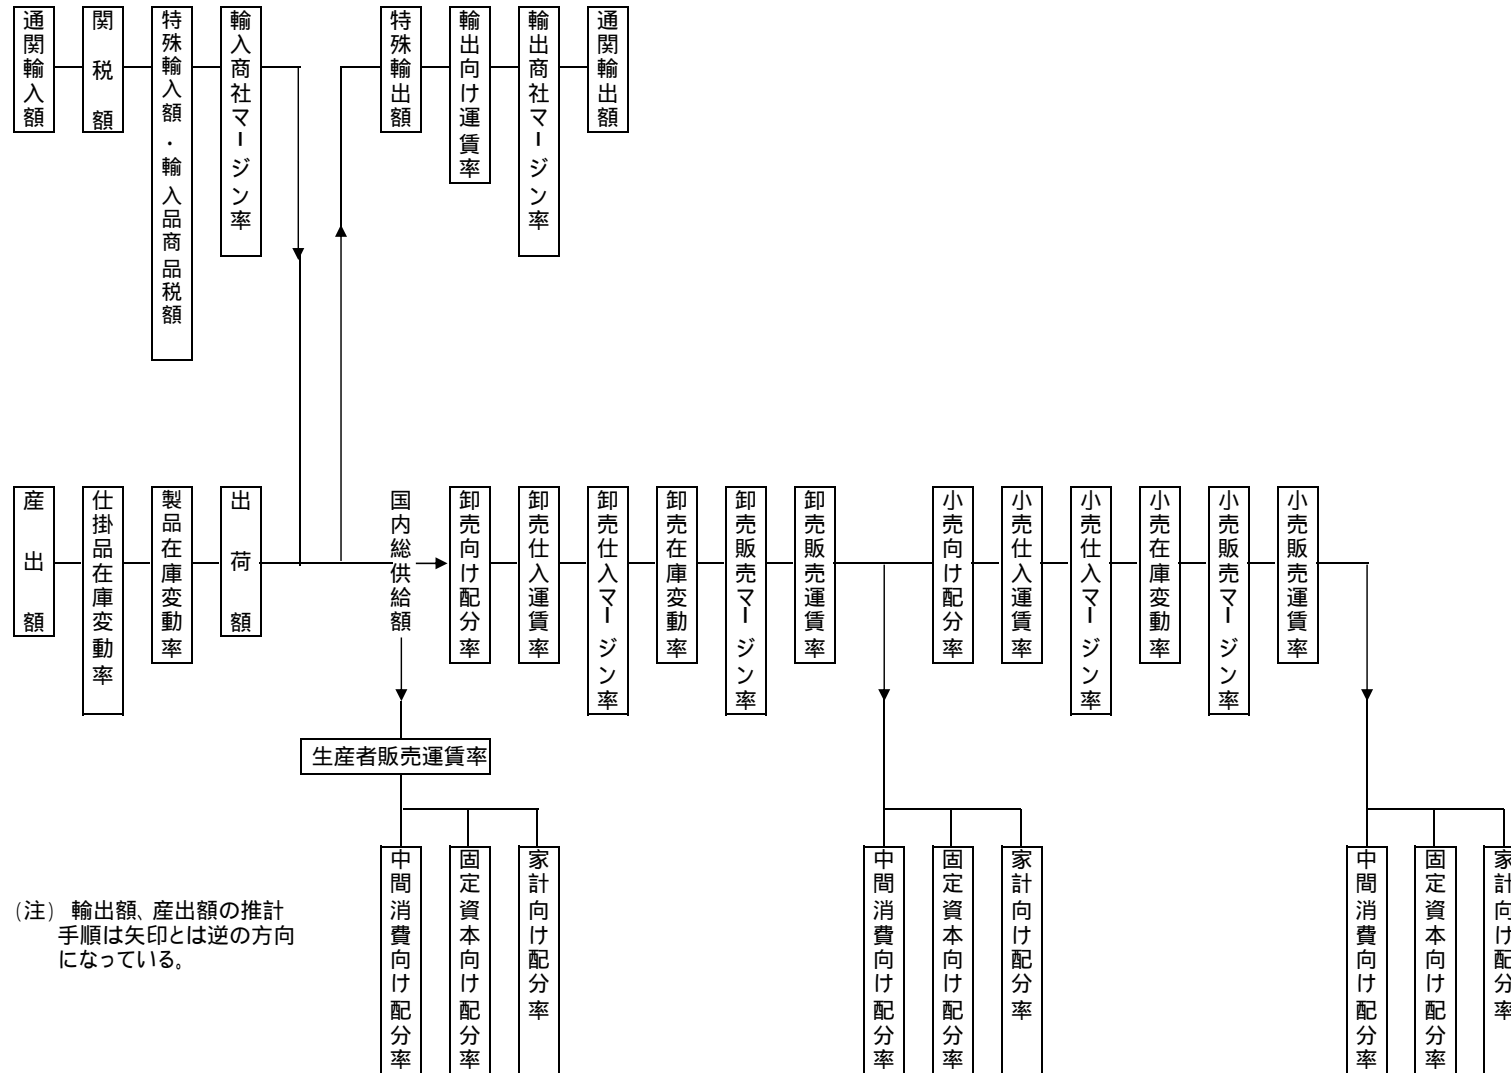 通関輸入額
関税額
特殊輸入額・輸入品商品税額
輸入商社マージン率
特殊輸出額
輸出向け運賃率
輸出商社マージン率
通関輸出額
産出額
仕掛品在庫変動率
製品在庫変動率
出荷額
国内総供給額
卸売向け配分率
卸売仕入運賃率
卸売仕入マージン率
卸売在庫変動率
卸売販売マージン率
卸売販売運賃率
小売向け配分率
小売仕入運賃率
小売仕入マージン率
小売在庫変動率
小売販売マージン率
小売販売運賃率
生産者販売運賃率
中間消費向け配分率
固定資本向け配分率
家計向け配分率
中間消費向け配分率
固定資本向け配分率
家計向け配分率
中間消費向け配分率
固定資本向け配分率
家計向け配分率
(注) 輸出額、産出額の推計
手順は矢印とは逆の方向
になっている。